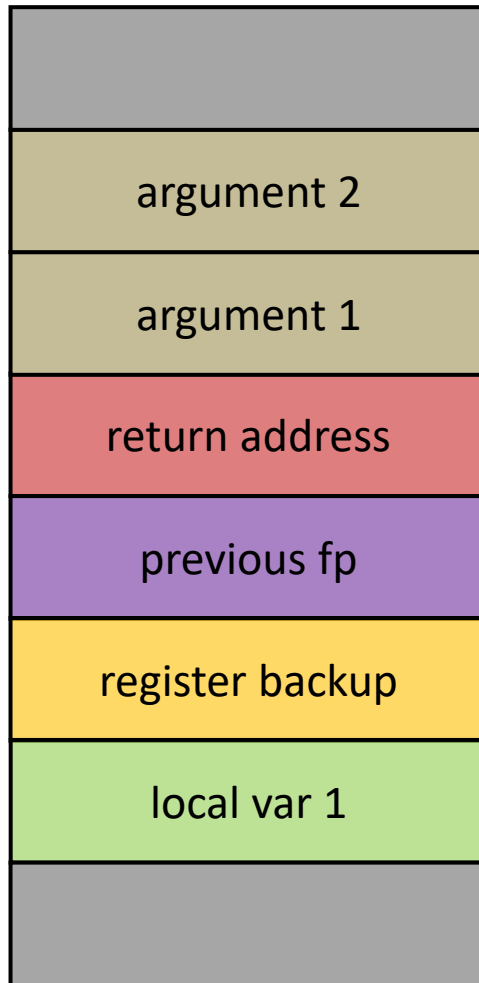 argument 2
argument 1
return address
previous fp
register backup
local var 1